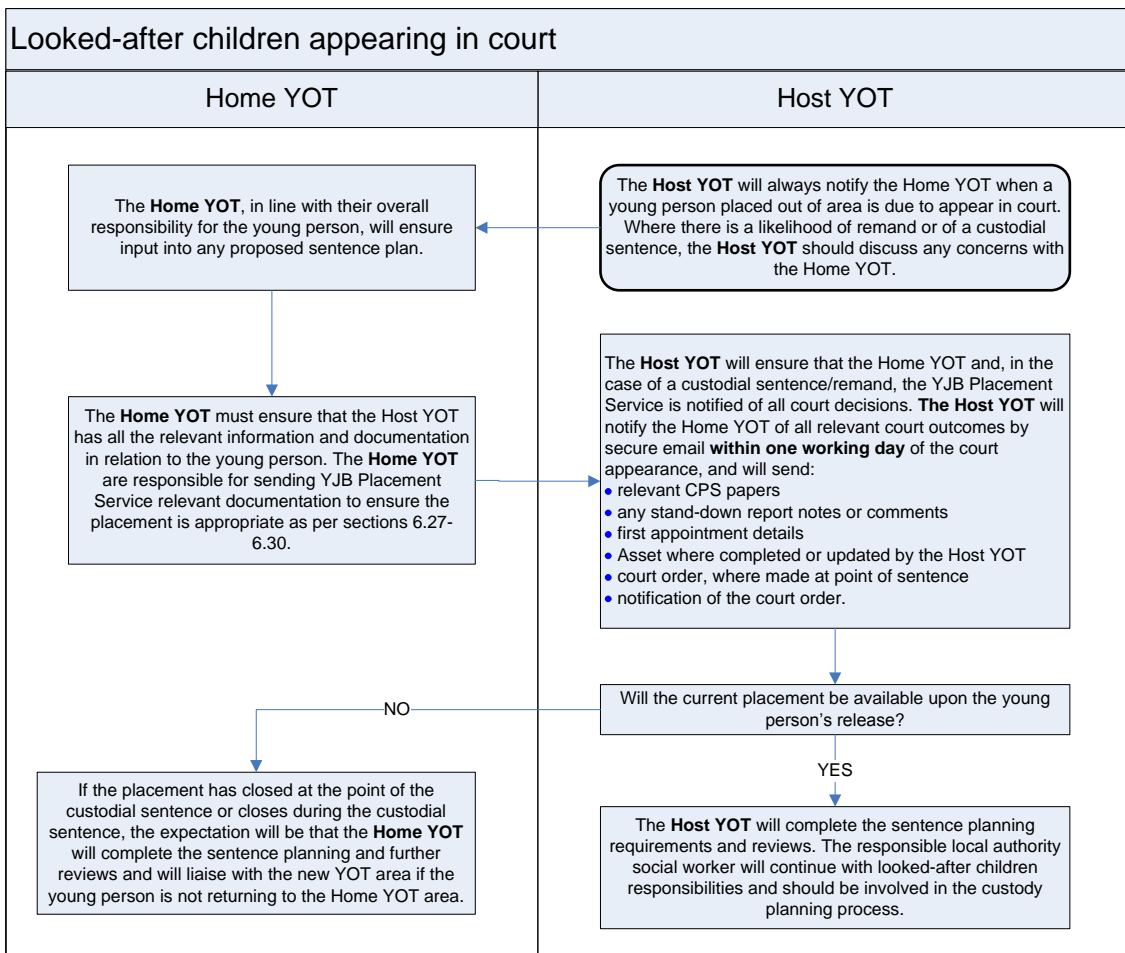 Looked-after children appearing in court
Home YOT
Host YOT
The Host YOT will always notify the Home YOT when a
young person placed out of area is due to appear in court.
Where there is a likelihood of remand or of a custodial
sentence, the Host YOT should discuss any concerns with
the Home YOT.
The Home YOT, in line with their overall
responsibility for the young person, will ensure
input into any proposed sentence plan.
The Home YOT must ensure that the Host YOT
has all the relevant information and documentation
in relation to the young person. The Home YOT
are responsible for sending YJB Placement
Service relevant documentation to ensure the
placement is appropriate as per sections 6.27-
6.30.
The Host YOT will ensure that the Home YOT and, in the
case of a custodial sentence/remand, the YJB Placement
Service is notified of all court decisions. The Host YOT will
notify the Home YOT of all relevant court outcomes by
secure email within one working day of the court
appearance, and will send:
• relevant CPS papers
• any stand-down report notes or comments
• first appointment details
• Asset where completed or updated by the Host YOT
• court order, where made at point of sentence
• notification of the court order.
Will the current placement be available upon the young
person's release?
NO
YES
If the placement has closed at the point of the
custodial sentence or closes during the custodial
sentence, the expectation will be that the Home YOT
will complete the sentence planning and further
reviews and will liaise with the new YOT area if the
young person is not returning to the Home YOT area.
The Host YOT will complete the sentence planning
requirements and reviews. The responsible local authority
social worker will continue with looked-after children
responsibilities and should be involved in the custody
planning process.